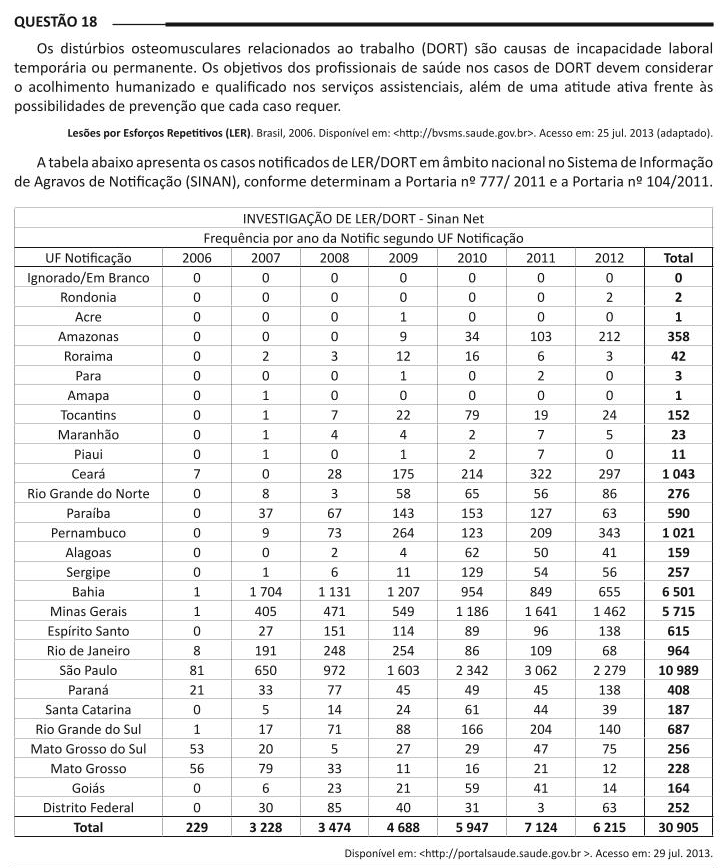 QUESTÃO 18
Os distúrbios osteomusculares relacionados ao trabalho (DORT) são causas de incapacidade laboral
temporária ou permanente. Os objetivos dos profissionais de saúde nos casos de DORT devem considerar
o acolhimento humanizado e qualificado nos serviços assistenciais, além de uma atitude ativa frente às
possibilidades de prevenção que cada caso requer.
Lesões por Esforços Repetitivos (LER). Brasil, 2006. Disponível em: <http://bvsms.saude.gov.br>. Acesso em: 25 jul. 2013 (adaptado).
A tabela abaixo apresenta os casos notificados de LER/DORT em âmbito nacional no Sistema de Informação
de Agravos de Notificação (SINAN), conforme determinam a Portaria nº 777/ 2011 e a Portaria nº 104/2011.
INVESTIGAÇÃO DE LER/DORT - Sinan Net
Frequência por ano da Notific segundo UF Notificação
UF Notificação 2006 2007 2008 2009 2010 2011 2012 Total
Ignorado/Em Branco 0 0 0 0 0 0 0 0
Rondonia 0 0 0 0 0 0 2 2
Acre 0 0 0 1 0 0 0 1
Amazonas 0 0 0 9 34 103 212 358
Roraima 0 2 3 12 16 6 3 42
Para 0 0 0 1 0 2 0 3
Amapa 0 1 0 0 0 0 0 1
Tocantins 0 1 7 22 79 19 24 152
Maranhão 0 1 4 4 2 7 5 23
Piaui 0 1 0 1 2 7 0 11
Ceará 7 0 28 175 214 322 297 1 043
Rio Grande do Norte 0 8 3 58 65 56 86 276
Paraíba 0 37 67 143 153 127 63 590
Pernambuco 0 9 73 264 123 209 343 1 021
Alagoas 0 0 2 4 62 50 41 159
Sergipe 0 1 6 11 129 54 56 257
Bahia 1 1 704 1 131 1 207 954 849 655 6 501
Minas Gerais 1 405 471 549 1 186 1 641 1 462 5 715
Espírito Santo 0 27 151 114 89 96 138 615
Rio de Janeiro 8 191 248 254 86 109 68 964
São Paulo 81 650 972 1 603 2 342 3 062 2 279 10 989
Paraná 21 33 77 45 49 45 138 408
Santa Catarina 0 5 14 24 61 44 39 187
Rio Grande do Sul 1 17 71 88 166 204 140 687
Mato Grosso do Sul 53 20 5 27 29 47 75 256
Mato Grosso 56 79 33 11 16 21 12 228
Goiás 0 6 23 21 59 41 14 164
Distrito Federal 0 30 85 40 31 3 63 252
Total 229 3 228 3 474 4 688 5 947 7 124 6 215 30 905
Disponível em: <http://portalsaude.saude.gov.br >. Acesso em: 29 jul. 2013.